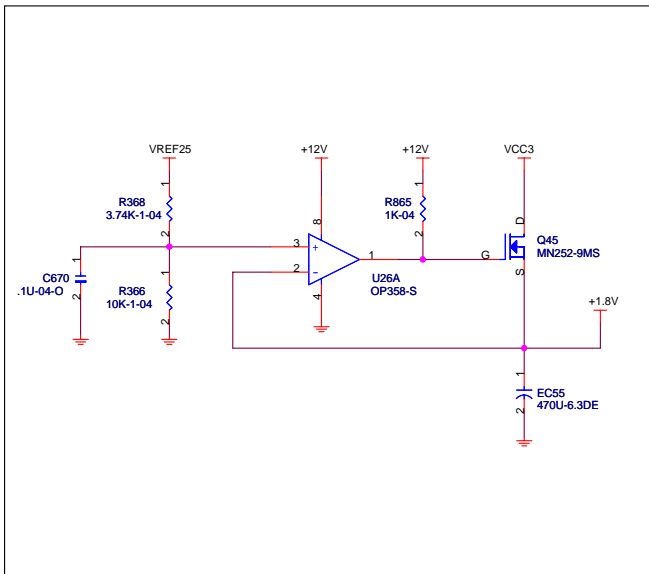 VREF25
+12V
+12V
VCC3
1
R368
3.74K-1-04
2
1
R865
1K-04
2
8
D
Q45
MN252-9MS
G
S
3
+
1
2
-
U26A
OP358-S
4
1
C670
.1U-04-O
2
1
R366
10K-1-04
2
+1.8V
1
EC55
470U-6.3DE
2